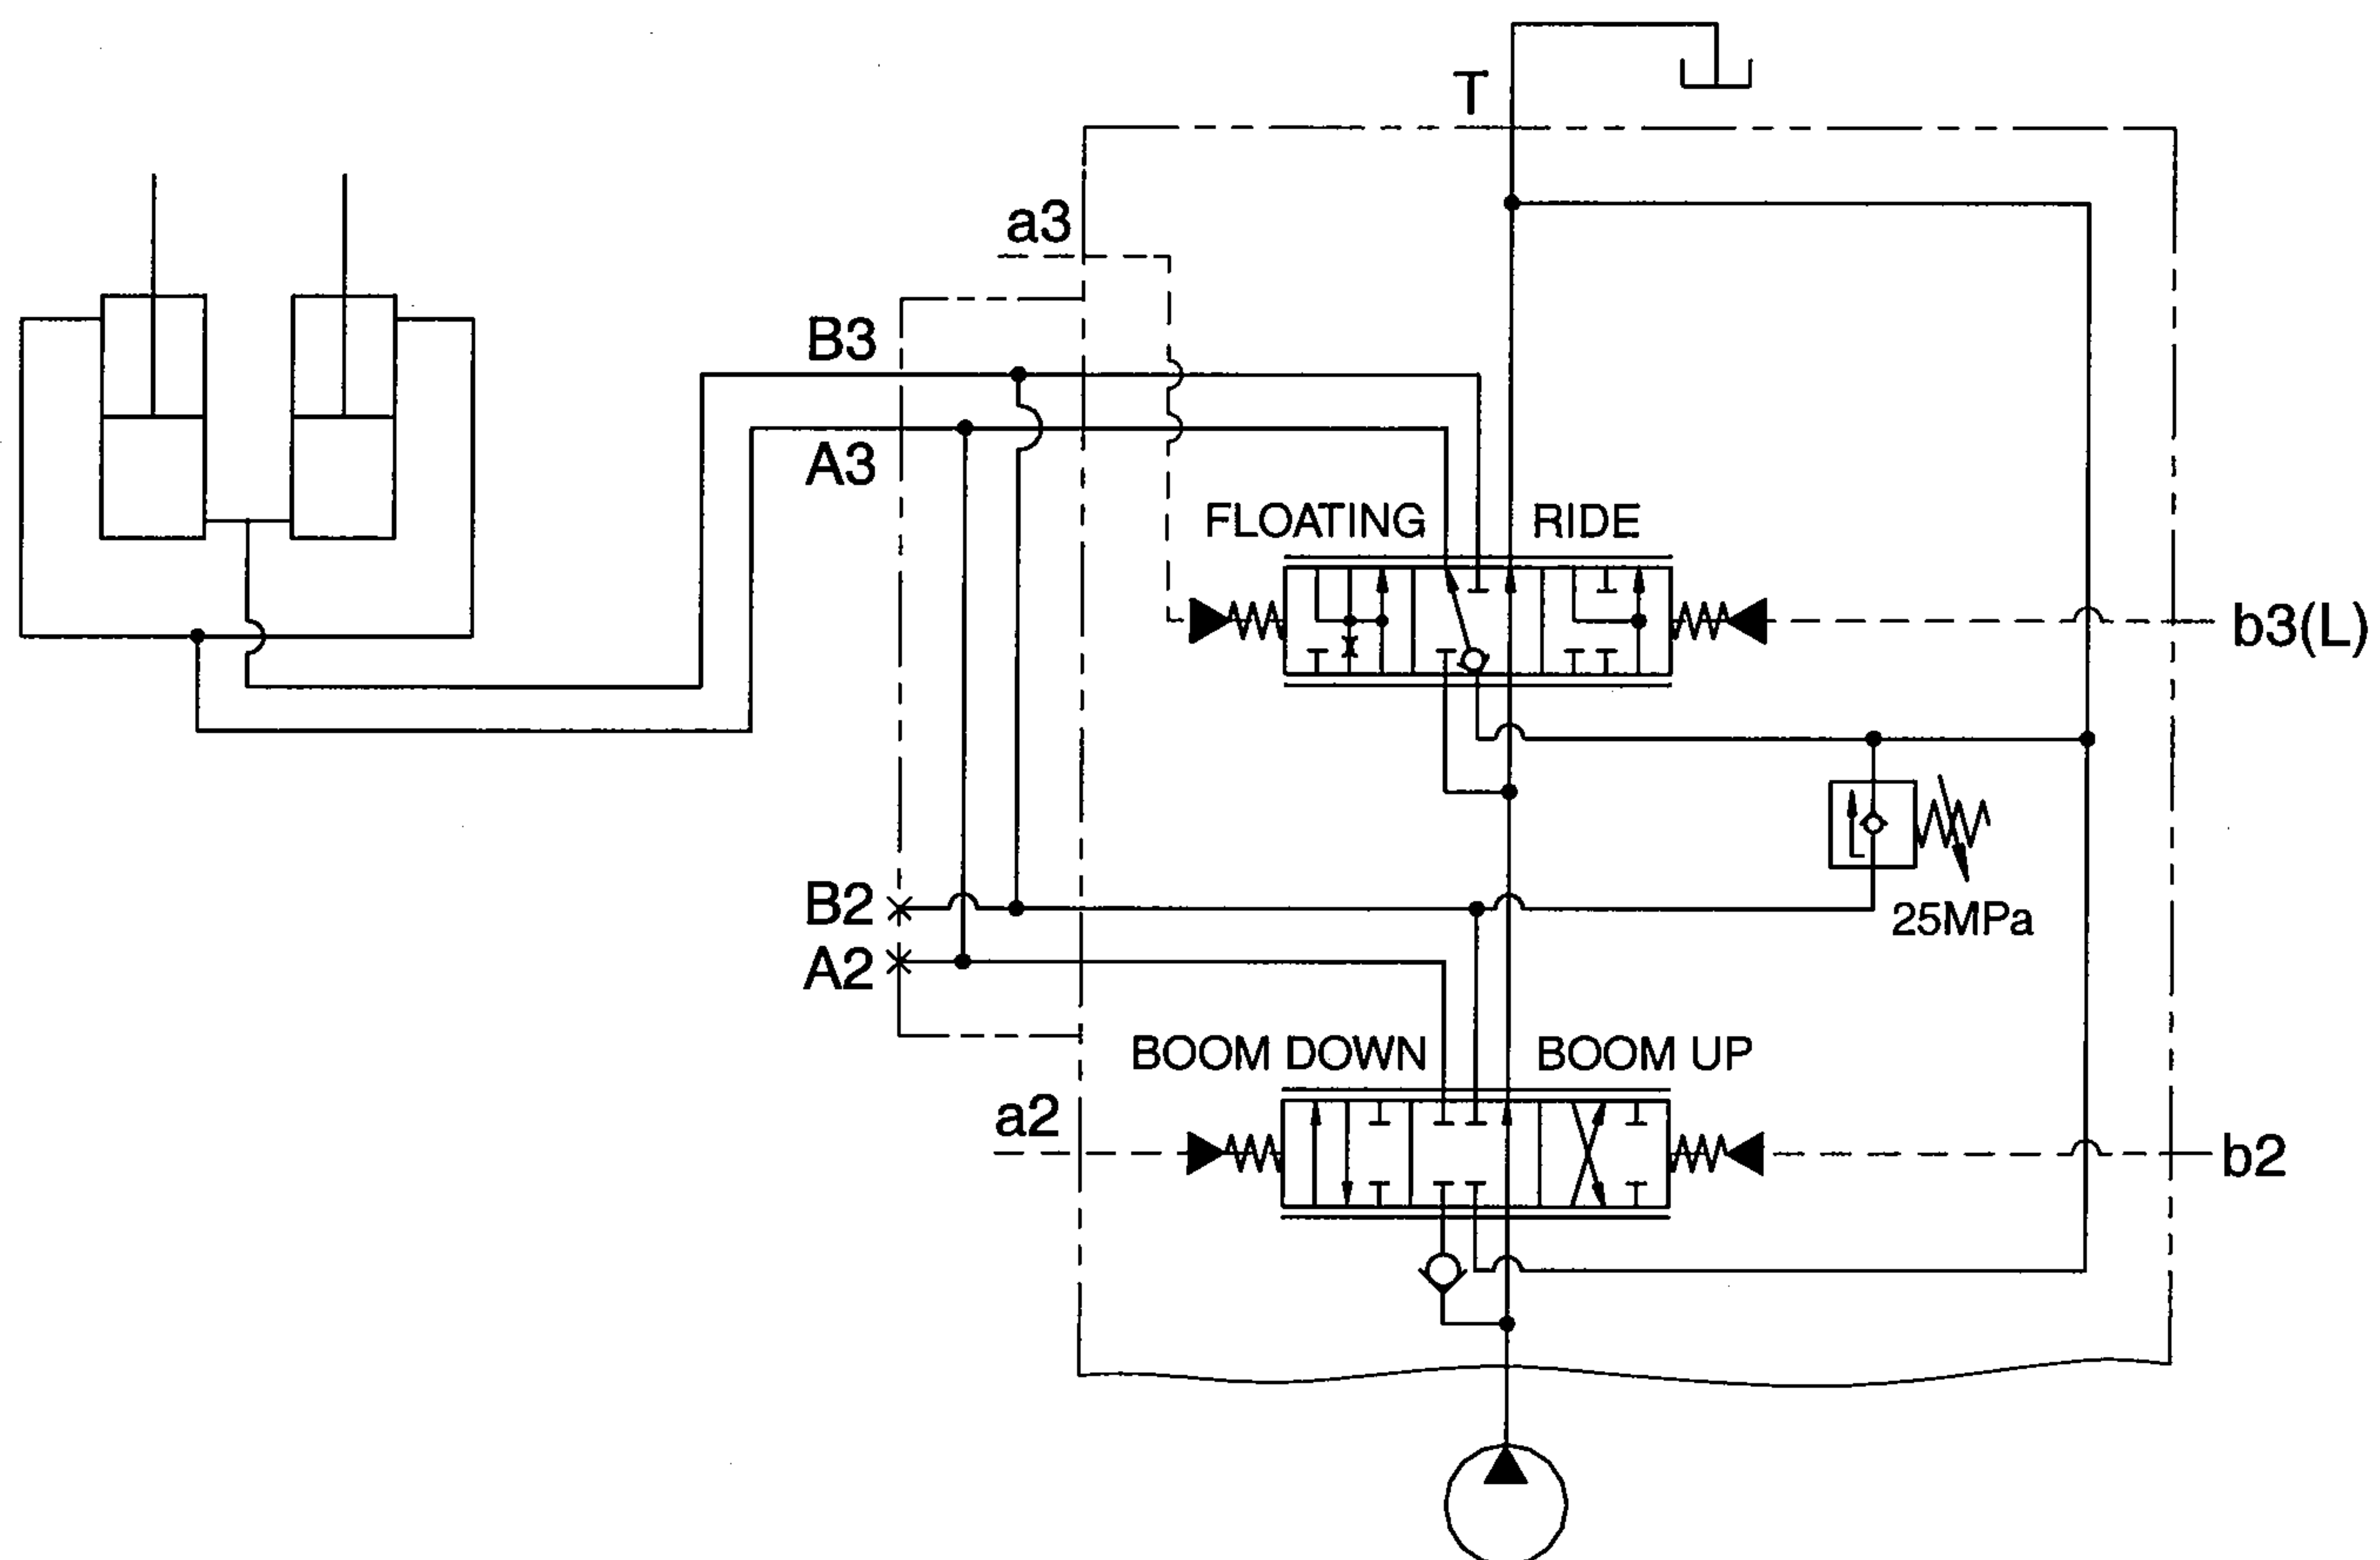 T
a3
B3
A3
FLOATING RIDE
b3(L)
B2
A2
25MPa
BOOM DOWN BOOM UP
a2
b2